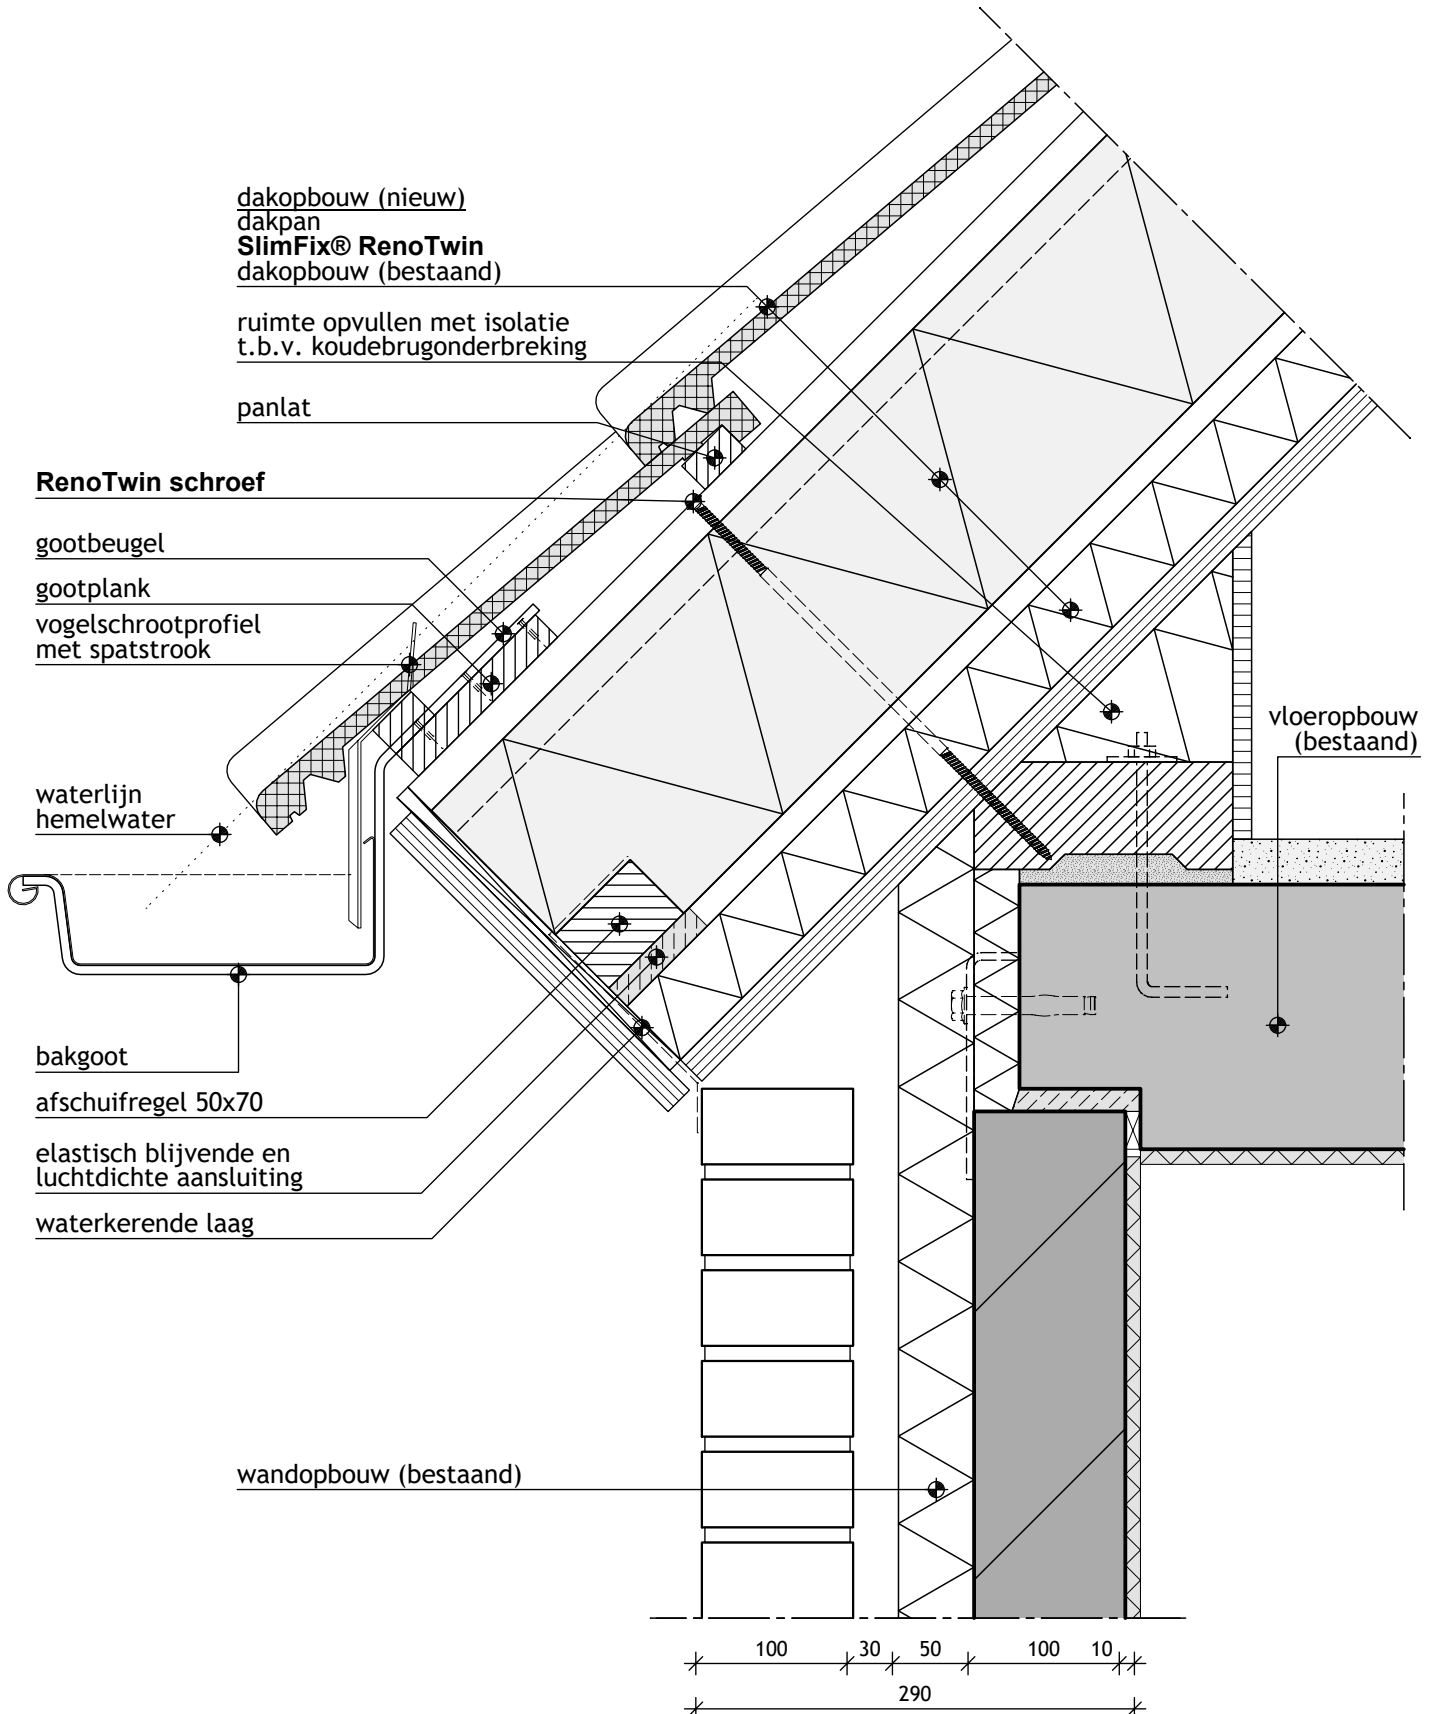 dakopbouw (nieuw)
dakpan
SlimFix® RenoTwin
dakopbouw (bestaand)
ruimte opvullen met isolatie
t.b.v. koudebrugonderbreking
panlat
RenoTwin schroef
gootbeugel
gootplank
vogelschrootprofiel
met spatstrook
vloeropbouw
(bestaand)
waterlijn
hemelwater
bakgoot
afschuifregel 50x70
elastisch blijvende en
luchtdichte aansluiting
waterkerende laag
wandopbouw (bestaand)
100 30 50 100 10
290